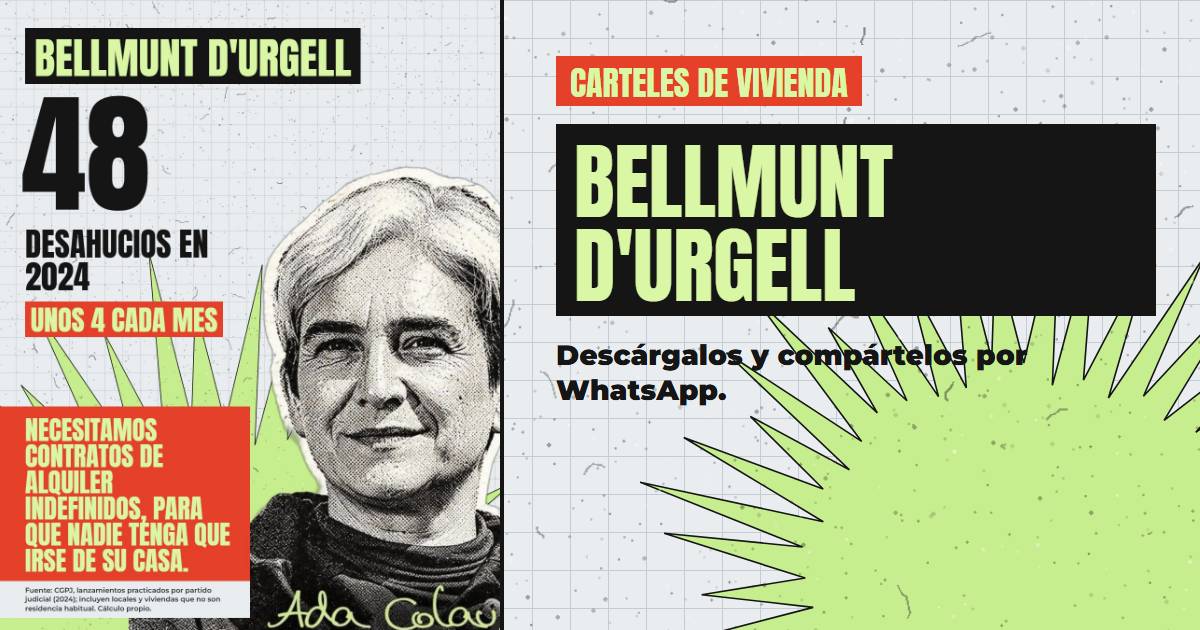 BELLMUNT D'URGELL
48
DESAHUCIOS EN
2024
UNOS 4 CADA MES
NECESITAMOS
CONTRATOS DE
ALQUILER
INDEFINIDOS, PARA
QUE NADIE TENGA QUE
IRSE DE SU CASA.
Fuente: CGPJ, lanzamientos practicados por partido
judicial (2024); incluyen locales y viviendas que no son
residencia habitual. Cálculo propio.
Ada Colau
CARTELES DE VIVIENDA
BELLMUNT
D'URGELL
Descárgalos y compártelos por
WhatsApp.